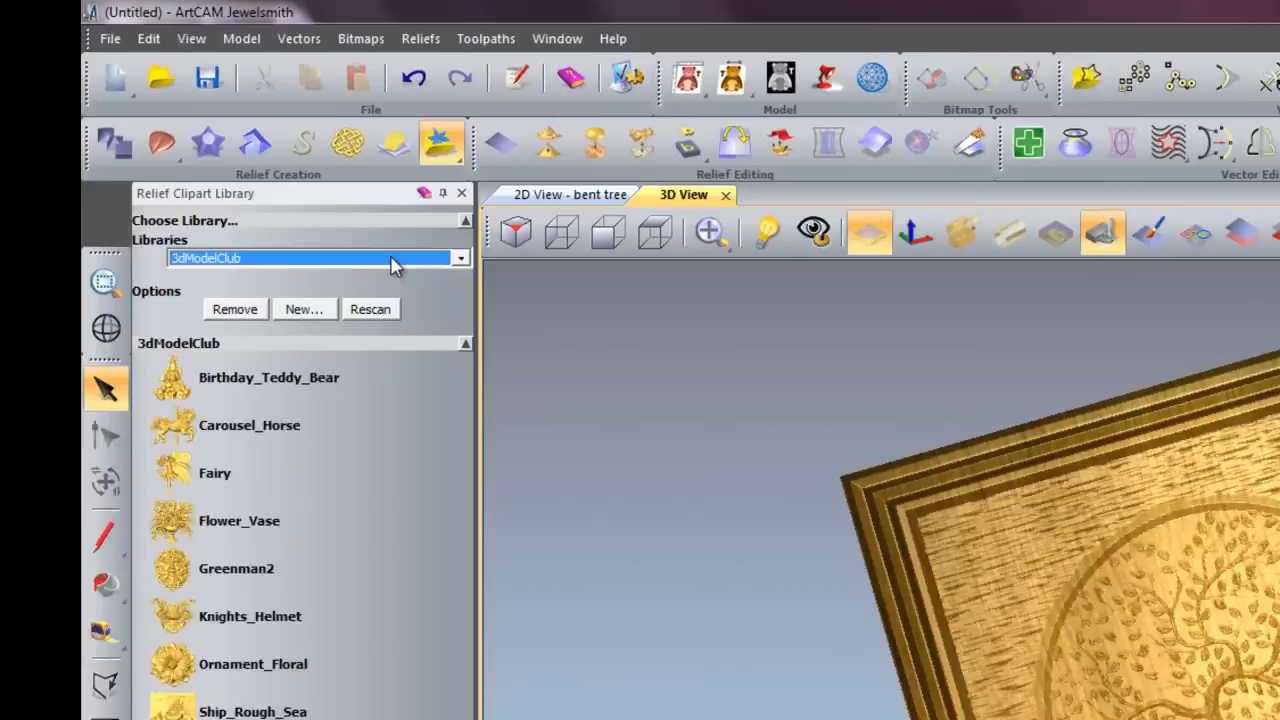 (Untitled) - ArtCAM Jewelsmith
File Edit View Model Vectors Bitmaps Reliefs Toolpaths Window Help
File Model Bitmap Tools
Relief Creation Relief Editing
Relief Clipart Library
2D View - bent tree 3D View
Choose Library...
Libraries
3dModelClub
Options
Remove New... Rescan
3dModelClub
Birthday_Teddy_Bear
Carousel_Horse
Fairy
Flower_Vase
Greenman2
Knights_Helmet
Ornament_Floral
Ship_Rough_Sea